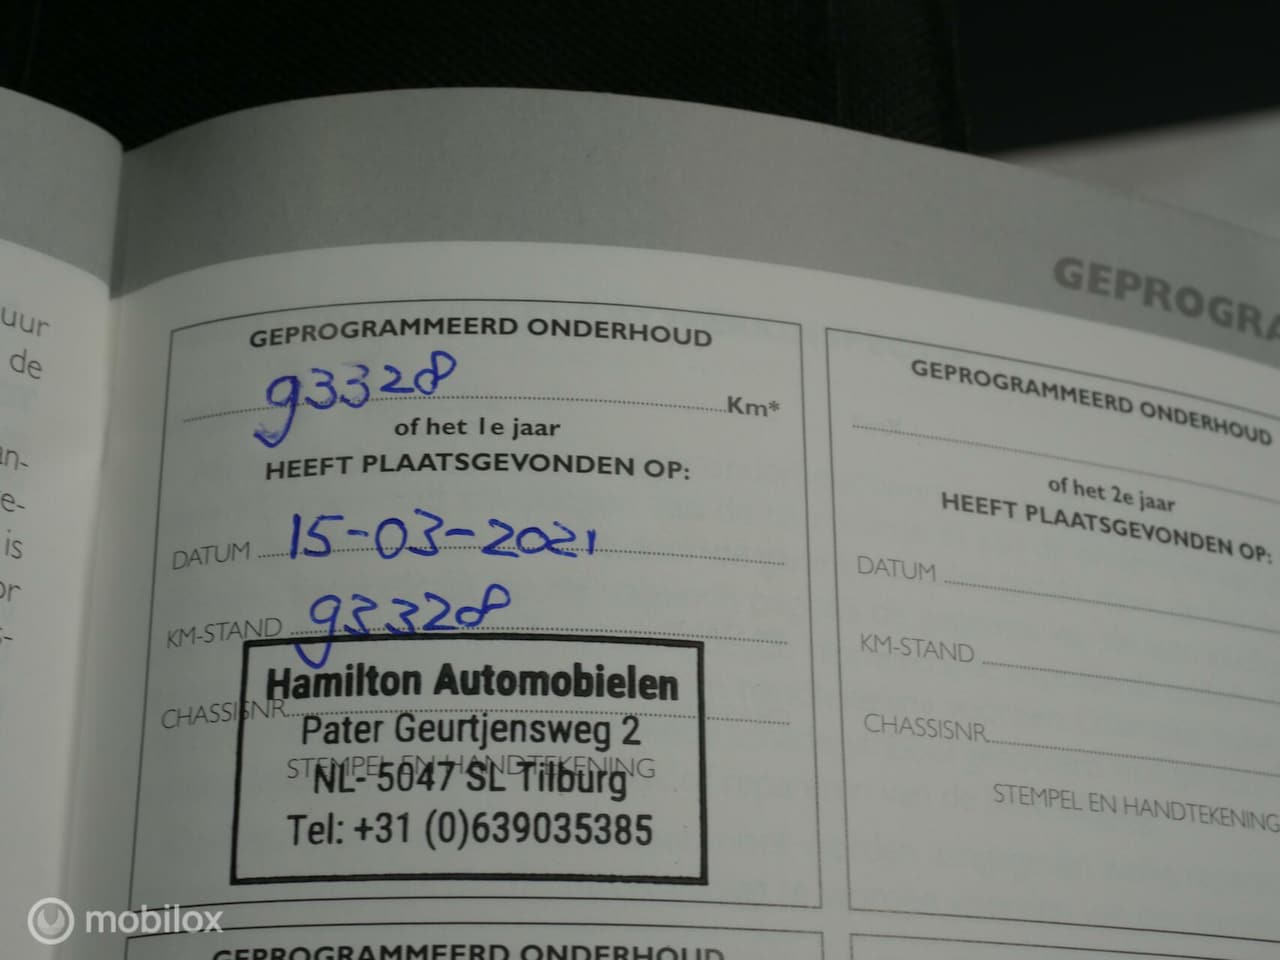 uur
de
an-
e-
is
or
s-
GEPROGRA
GEPROGRAMMEERD ONDERHOUD
93328 Km*
of het 1e jaar
HEEFT PLAATSGEVONDEN OP:
DATUM 15-03-2021
KM-STAND 93328
CHASSISNR.
STEMPEL EN HANDTEKENING
Hamilton Automobielen
Pater Geurtjensweg 2
NL- 5047 SL Tilburg
Tel: +31 (0)639035385
GEPROGRAMMEERD ONDERHOUD
of het 2e jaar
HEEFT PLAATSGEVONDEN OP:
DATUM
KM-STAND
CHASSISNR.
STEMPEL EN HANDTEKENING
GEPROGRAMMEERD ONDERHOUD
mobilox